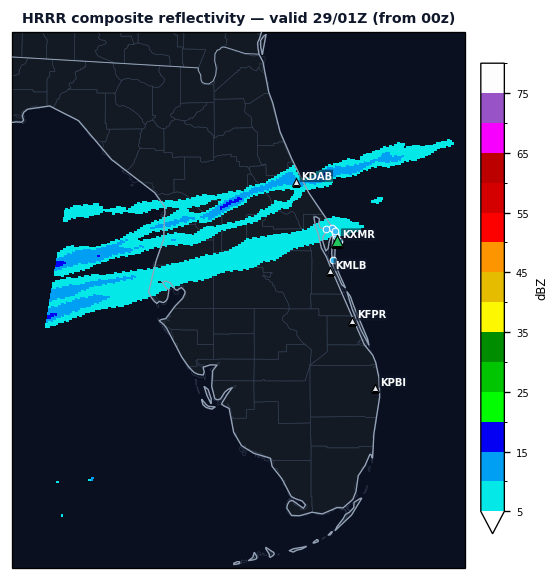 HRRR composite reflectivity — valid 29/01Z (from 00z)
75
65
55
45
35
25
15
5
dBZ
KDAB
KXMR
KMLB
KFPR
KPBI